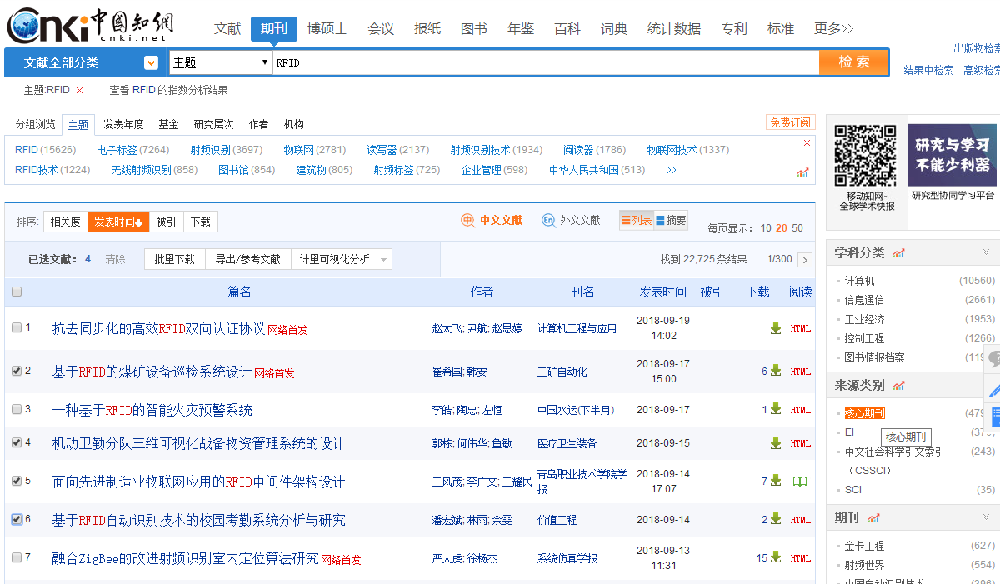 中国知网
cnki.net
文献 期刊 博硕士 会议 报纸 图书 年鉴 百科 词典 统计数据 专利 标准 更多>>
出版物检索
文献全部分类 主题 RFID 检索
结果中检索 高级检索
主题:RFID × 查看 RFID 的指数分析结果
分组浏览: 主题 发表年度 基金 研究层次 作者 机构 免费订阅
RFID(15626) 电子标签(7264) 射频识别(3697) 物联网(2781) 读写器(2137) 射频识别技术(1934) 阅读器(1786) 物联网技术(1337)
RFID技术(1224) 无线射频识别(858) 图书馆(854) 建筑物(805) 射频标签(725) 企业管理(598) 中华人民共和国(513) >>
研究与学习
不能少利器
移动知网-
全球学术快报
研究型协同学习平台
排序: 相关度 发表时间↓ 被引 下载 中 中文文献 En 外文文献 列表 摘要 每页显示: 10 20 50
已选文献: 4 清除 批量下载 导出/参考文献 计量可视化分析 找到 22,725 条结果 1/300 >
篇名 作者 刊名 发表时间 被引 下载 阅读
1 抗去同步化的高效RFID双向认证协议 网络首发 赵太飞; 尹航; 赵思婷 计算机工程与应用 2018-09-19
14:02 HTML
2 基于RFID的煤矿设备巡检系统设计 网络首发 崔希国; 韩安 工矿自动化 2018-09-17
15:00 6 HTML
3 一种基于RFID的智能火灾预警系统 李皓; 陶忠; 左恒 中国水运(下半月) 2018-09-17 1 HTML
4 机动卫勤分队三维可视化战备物资管理系统的设计 郭栋; 何伟华; 鱼敏 医疗卫生装备 2018-09-15 HTML
5 面向先进制造业物联网应用的RFID中间件架构设计 王风茂; 李广文; 王耀民 青岛职业技术学院学
报 2018-09-14
17:07 7
6 基于RFID自动识别技术的校园考勤系统分析与研究 潘宏斌; 林雨; 余雯 价值工程 2018-09-14 2 HTML
7 融合ZigBee的改进射频识别室内定位算法研究 网络首发 严大虎; 徐杨杰 系统仿真学报 2018-09-13
11:31 15 HTML
学科分类
计算机 (10560)
信息通信 (2661)
工业经济 (1953)
控制工程 (1266)
图书情报档案 (119
来源类别
核心期刊 (479
EI (37
核心期刊
中文社会科学引文索引 (243)
（CSSCI）
SCI (35)
期刊
金卡工程 (627)
射频世界 (554)
中国自动识别技术 (396)